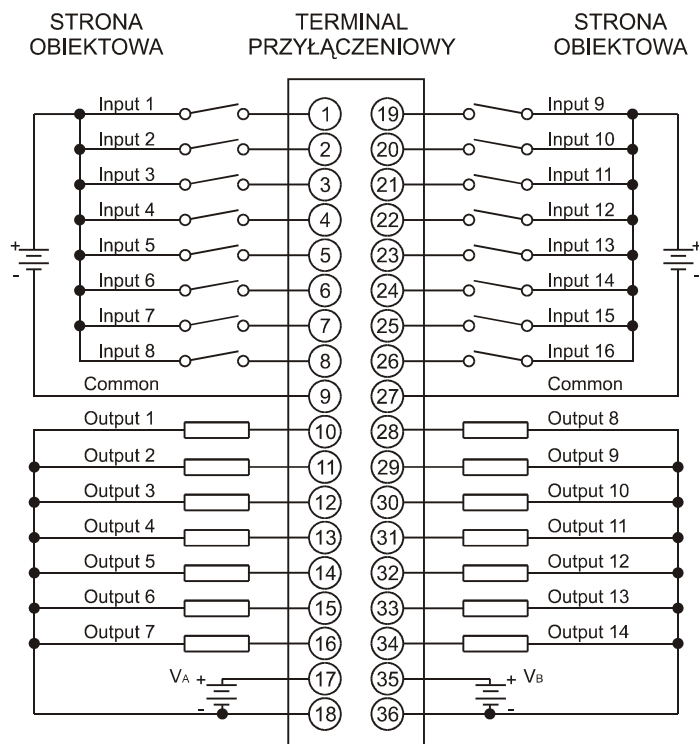 STRONA OBIEKTOWA
TERMINAL PRZYŁĄCZENIOWY
STRONA OBIEKTOWA
Input 1 1 19 Input 9
Input 2 2 20 Input 10
Input 3 3 21 Input 11
Input 4 4 22 Input 12
+ Input 5 5 23 Input 13 +
- Input 6 6 24 Input 14 -
Input 7 7 25 Input 15
Input 8 8 26 Input 16
Common 9 27 Common
Output 1 10 28 Output 8
Output 2 11 29 Output 9
Output 3 12 30 Output 10
Output 4 13 31 Output 11
Output 5 14 32 Output 12
Output 6 15 33 Output 13
Output 7 16 34 Output 14
VA + 17 35 + VB
- 18 36 -